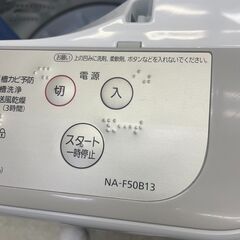 お願い 上の凹みに洗剤、柔軟剤、ボタンなどを入れないでください。
槽カビ予防
槽洗浄
送風乾燥
(3時間)
電源
切
入
分
スタート
一時停止
NA-F50B13